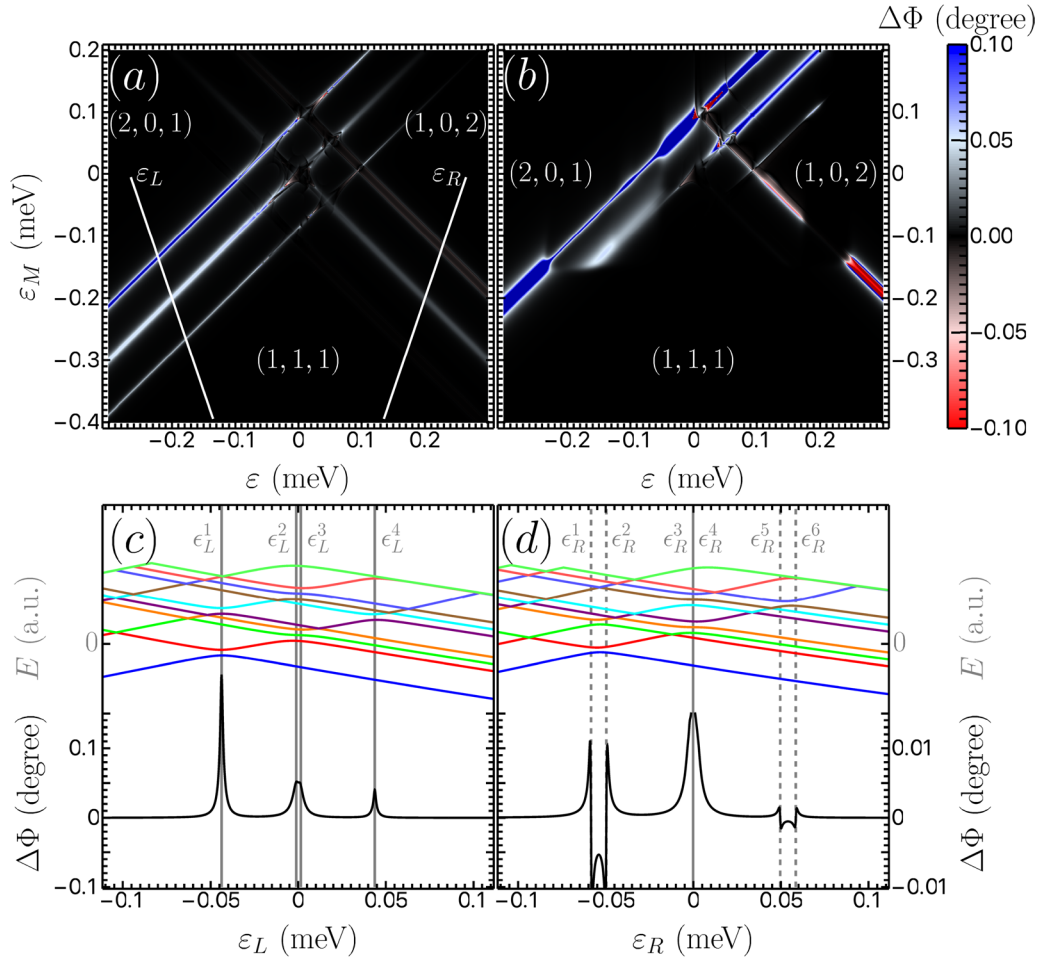 ΔΦ (degree)
(a)
(2, 0, 1)
(1, 0, 2)
ε_L
ε_R
(1, 1, 1)
0.2
0.1
0
−0.1
−0.2
−0.3
−0.4
ε_M (meV)
−0.2
−0.1
0
0.1
0.2
ε (meV)
(b)
(2, 0, 1)
(1, 0, 2)
(1, 1, 1)
0.2
0.1
0
−0.1
−0.2
−0.3
−0.2
−0.1
0
0.1
0.2
ε (meV)
0.10
0.05
0.00
−0.05
−0.10
(c)
ϵ_L^1
ϵ_L^2
ϵ_L^3
ϵ_L^4
E (a.u.)
0
ΔΦ (degree)
0.1
0
−0.1
−0.1
−0.05
0
0.05
0.1
ε_L (meV)
(d)
ϵ_R^1
ϵ_R^2
ϵ_R^3
ϵ_R^4
ϵ_R^5
ϵ_R^6
0
E (a.u.)
0.01
0
−0.01
ΔΦ (degree)
−0.1
−0.05
0
0.05
0.1
ε_R (meV)